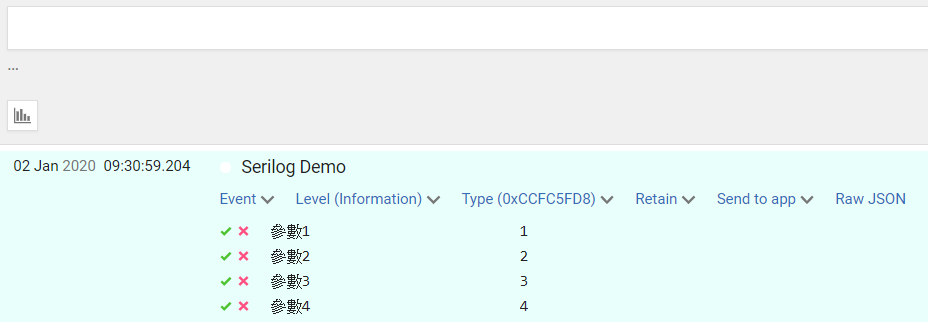 ...
02 Jan 2020 09:30:59.204 Serilog Demo
Event Level (Information) Type (0xCCFC5FD8) Retain Send to app Raw JSON
參數1 1
參數2 2
參數3 3
參數4 4